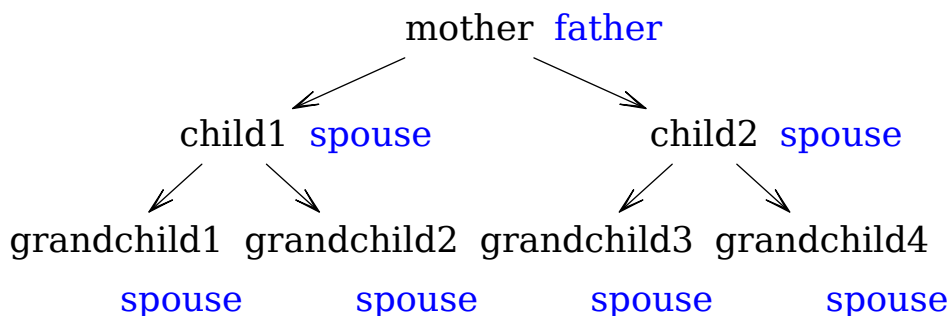 mother father
child1 spouse child2 spouse
grandchild1 grandchild2 grandchild3 grandchild4
spouse spouse spouse spouse